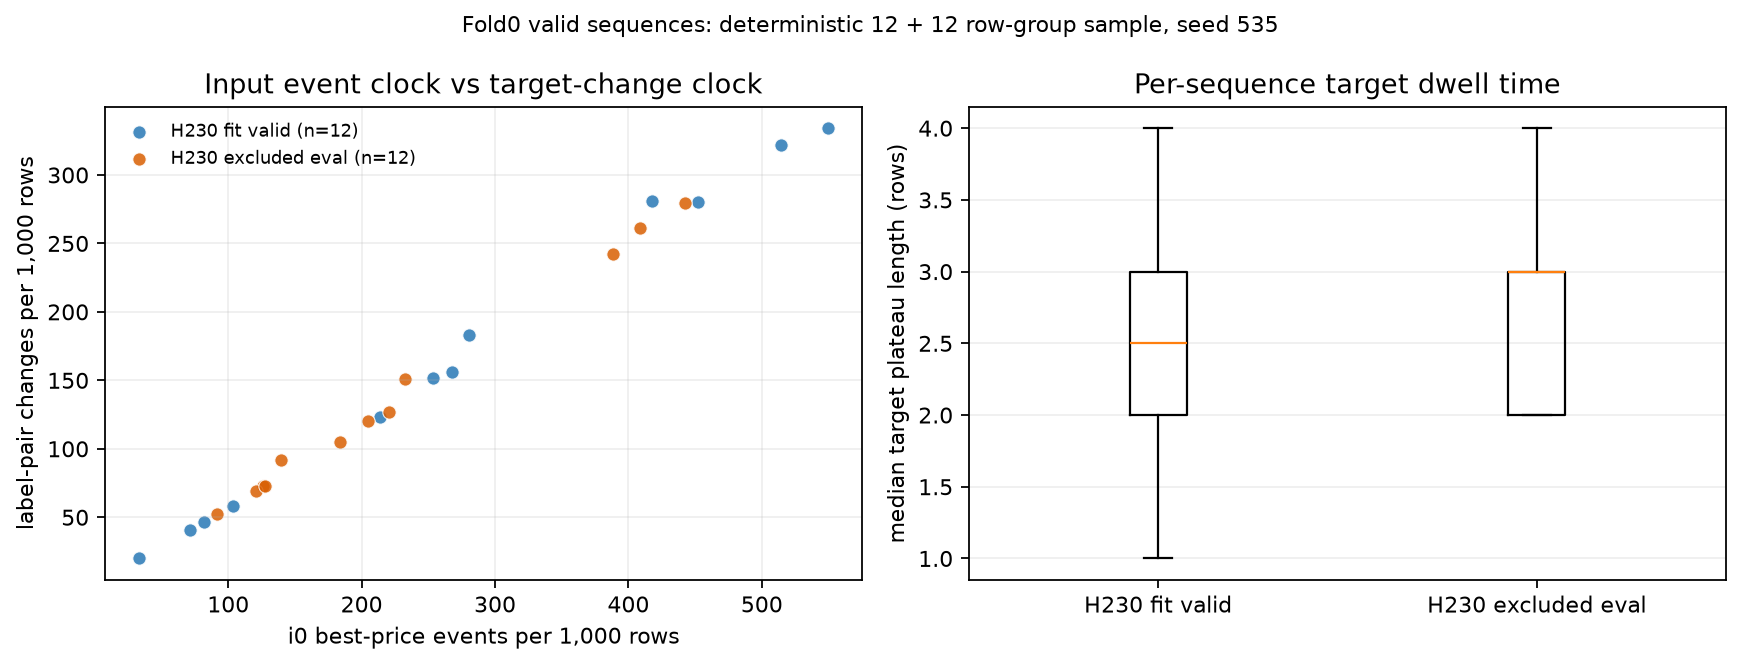 Fold0 valid sequences: deterministic 12 + 12 row-group sample, seed 535
Input event clock vs target-change clock
H230 fit valid (n=12)
H230 excluded eval (n=12)
label-pair changes per 1,000 rows
300
250
200
150
100
50
100 200 300 400 500
i0 best-price events per 1,000 rows
Per-sequence target dwell time
median target plateau length (rows)
4.0
3.5
3.0
2.5
2.0
1.5
1.0
H230 fit valid H230 excluded eval